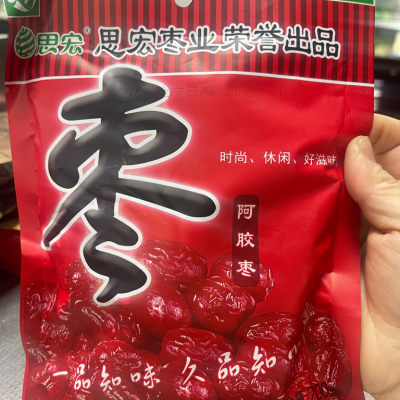 思宏® 思宏枣业荣誉出品
枣
时尚、休闲、好滋味
阿胶枣
一品知味 久品知